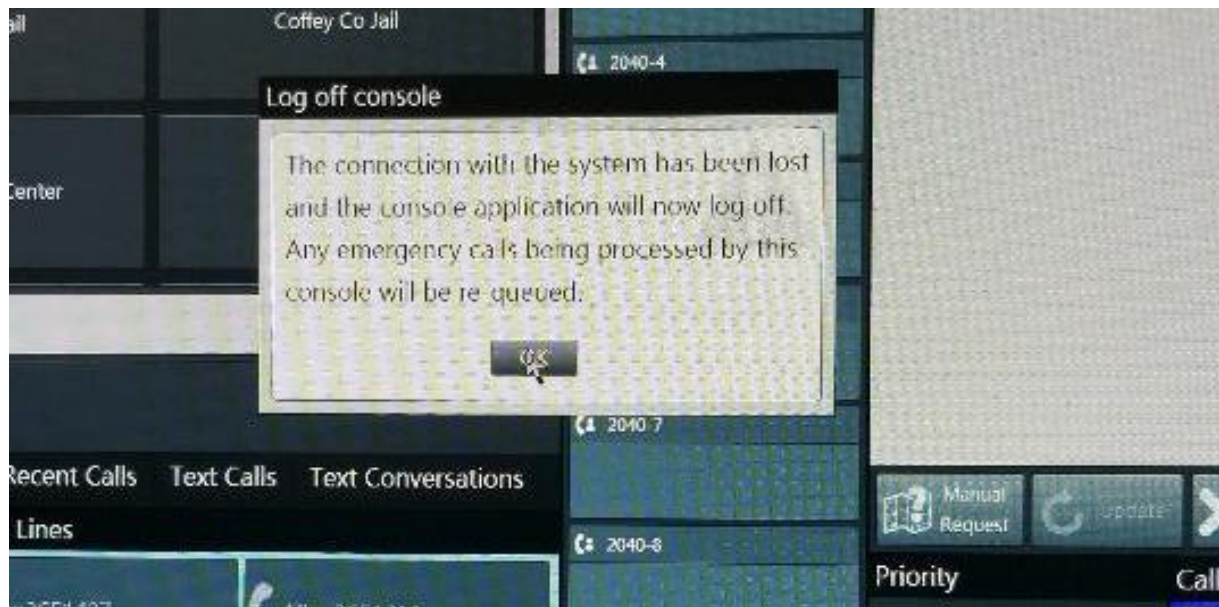 ail
Coffey Co Jail
2040-4
Log off console
The connection with the system has been lost
and the console application will now log off.
Any emergency calls being processed by this
console will be re-queued.
OK
Center
2040-7
Recent Calls Text Calls Text Conversations
Manual
Request
Update
Lines
2040-8
Priority
Call